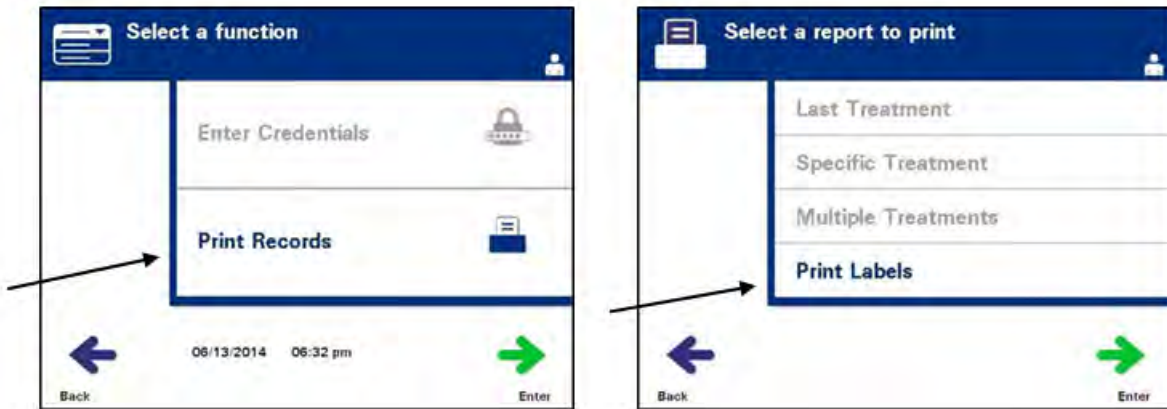 Select a function
Enter Credentials
Print Records
06/13/2014 06:32 pm
Back
Enter
Select a report to print
Last Treatment
Specific Treatment
Multiple Treatments
Print Labels
Back
Enter